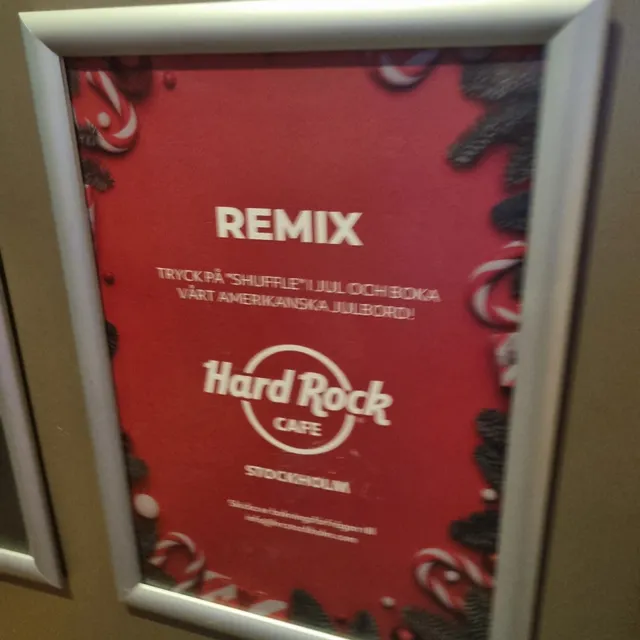 REMIX
TRYCK PÅ "SHUFFLE" I JUL OCH BOKA
VÅRT AMERIKANSKA JULBORD!
Hard Rock
CAFE
STOCKHOLM